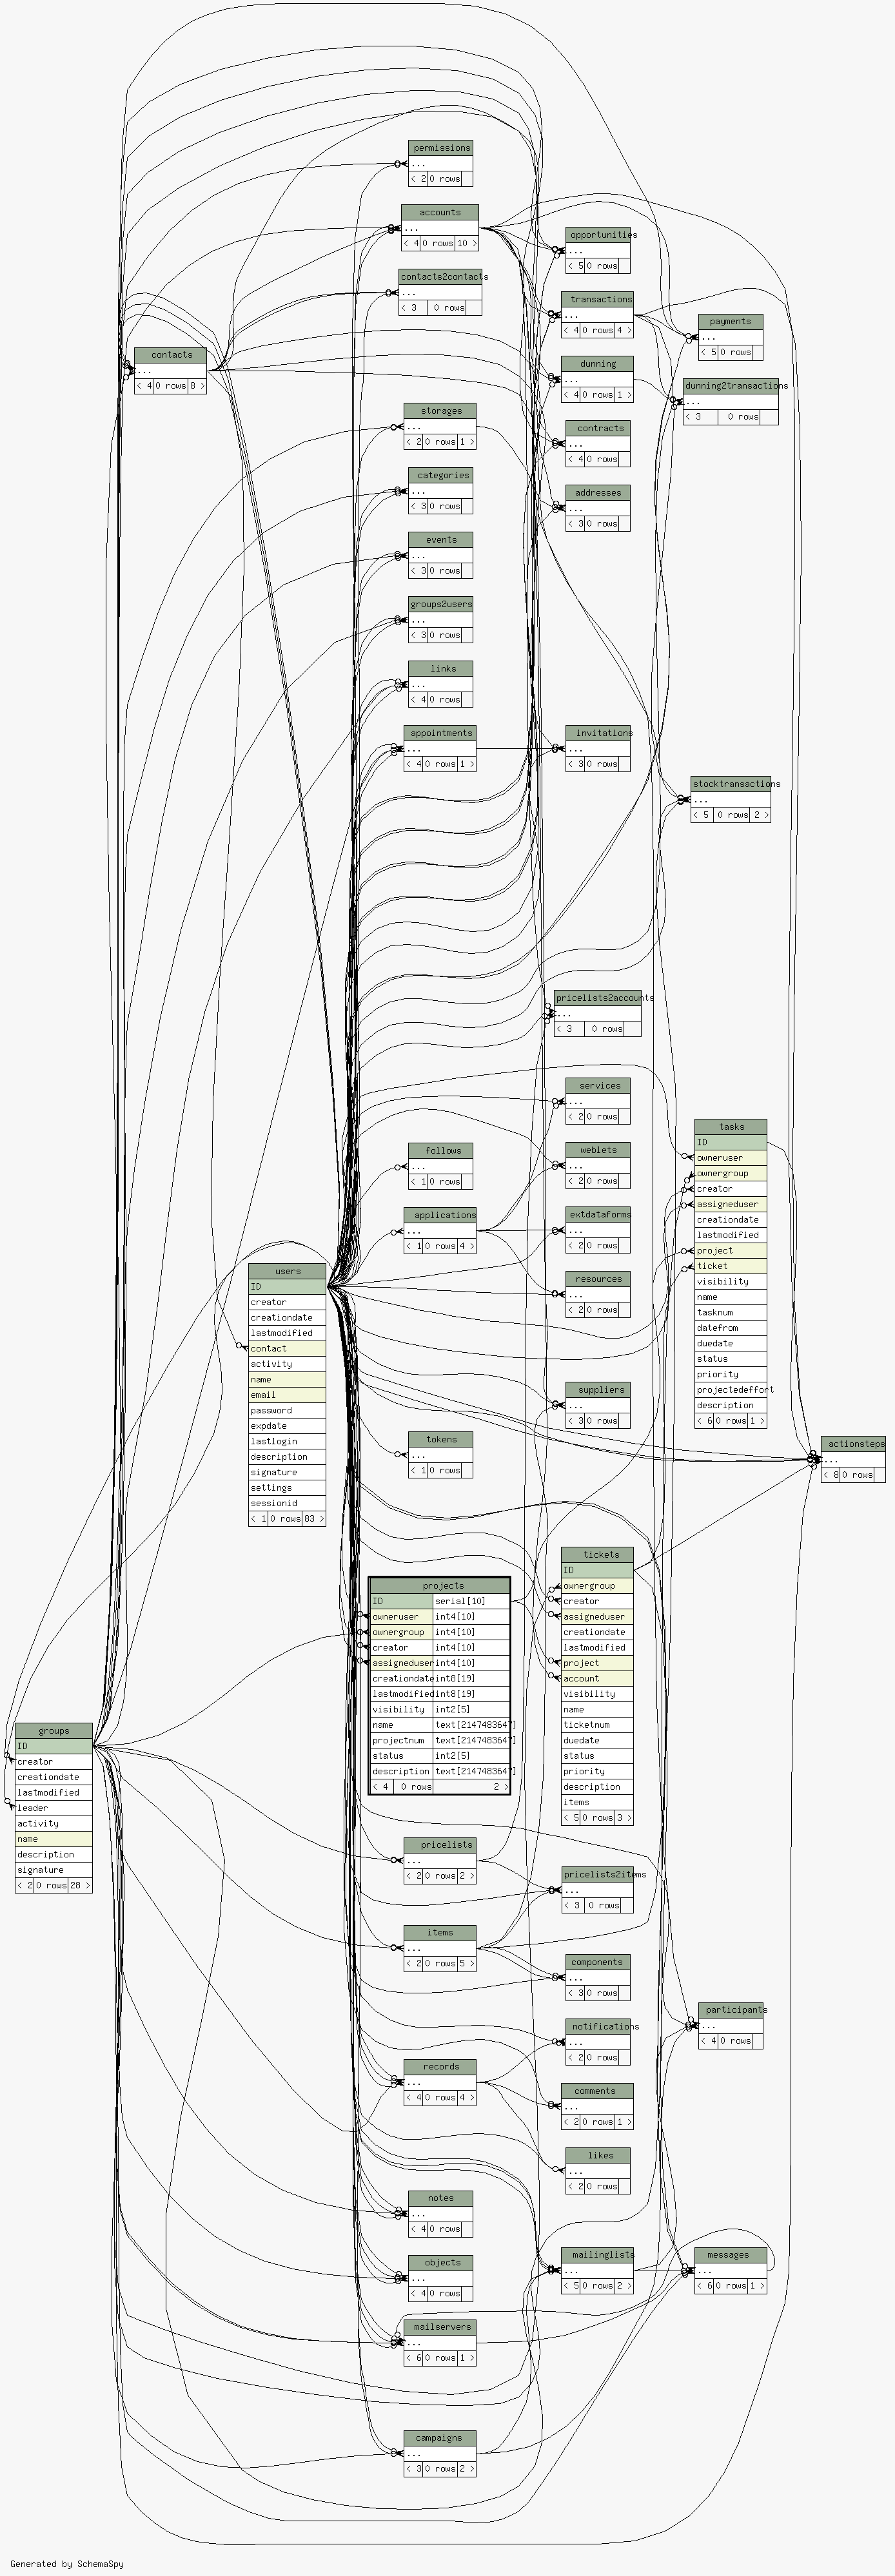 permissions
...
< 2 0 rows
accounts
...
< 4 0 rows 10 >
contacts2contacts
...
< 3 0 rows
opportunities
...
< 5 0 rows
transactions
...
< 4 0 rows 4 >
payments
...
< 5 0 rows
contacts
...
< 4 0 rows 8 >
dunning
...
< 4 0 rows 1 >
dunning2transactions
...
< 3 0 rows
storages
...
< 2 0 rows 1 >
contracts
...
< 4 0 rows
categories
...
< 3 0 rows
addresses
...
< 3 0 rows
events
...
< 3 0 rows
groups2users
...
< 3 0 rows
links
...
< 4 0 rows
appointments
...
< 4 0 rows 1 >
invitations
...
< 3 0 rows
stocktransactions
...
< 5 0 rows 2 >
pricelists2accounts
...
< 3 0 rows
services
...
< 2 0 rows
follows
...
< 1 0 rows
weblets
...
< 2 0 rows
applications
...
< 1 0 rows 4 >
extdataforms
...
< 2 0 rows
resources
...
< 2 0 rows
tasks
ID
owneruser
ownergroup
creator
assigneduser
creationdate
lastmodified
project
ticket
visibility
name
tasknum
datefrom
duedate
status
priority
projectedeffort
description
< 6 0 rows 1 >
users
ID
creator
creationdate
lastmodified
contact
activity
name
email
password
expdate
lastlogin
description
signature
settings
sessionid
< 1 0 rows 83 >
suppliers
...
< 3 0 rows
tokens
...
< 1 0 rows
actionsteps
...
< 8 0 rows
projects
ID serial[10]
owneruser int4[10]
ownergroup int4[10]
creator int4[10]
assigneduser int4[10]
creationdate int8[19]
lastmodified int8[19]
visibility int2[5]
name text[2147483647]
projectnum text[2147483647]
status int2[5]
description text[2147483647]
< 4 0 rows 2 >
tickets
ID
ownergroup
creator
assigneduser
creationdate
lastmodified
project
account
visibility
name
ticketnum
duedate
status
priority
description
items
< 5 0 rows 3 >
groups
ID
creator
creationdate
lastmodified
leader
activity
name
description
signature
< 2 0 rows 28 >
pricelists
...
< 2 0 rows 2 >
pricelists2items
...
< 3 0 rows
items
...
< 2 0 rows 5 >
components
...
< 3 0 rows
participants
...
< 4 0 rows
notifications
...
< 2 0 rows
records
...
< 4 0 rows 4 >
comments
...
< 2 0 rows 1 >
likes
...
< 2 0 rows
notes
...
< 4 0 rows
objects
...
< 4 0 rows
mailinglists
...
< 5 0 rows 2 >
messages
...
< 6 0 rows 1 >
mailservers
...
< 6 0 rows 1 >
campaigns
...
< 3 0 rows 2 >
Generated by SchemaSpy